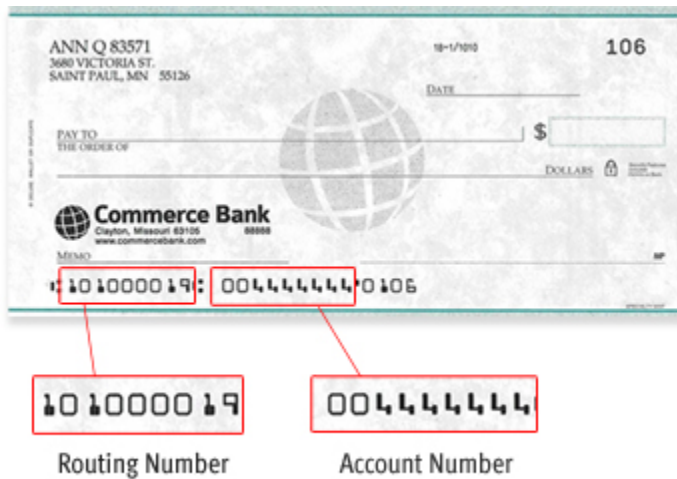 ANN Q 83571
3680 VICTORIA ST.
SAINT PAUL, MN 55126
18-1/1010
106
DATE
PAY TO
THE ORDER OF
$
DOLLARS
Commerce Bank
Clayton, Missouri 63105 88888
www.commercebank.com
MEMO
MP
⑆101000019⑆ 0044444444⑈0106
101000019
004444444
Routing Number
Account Number